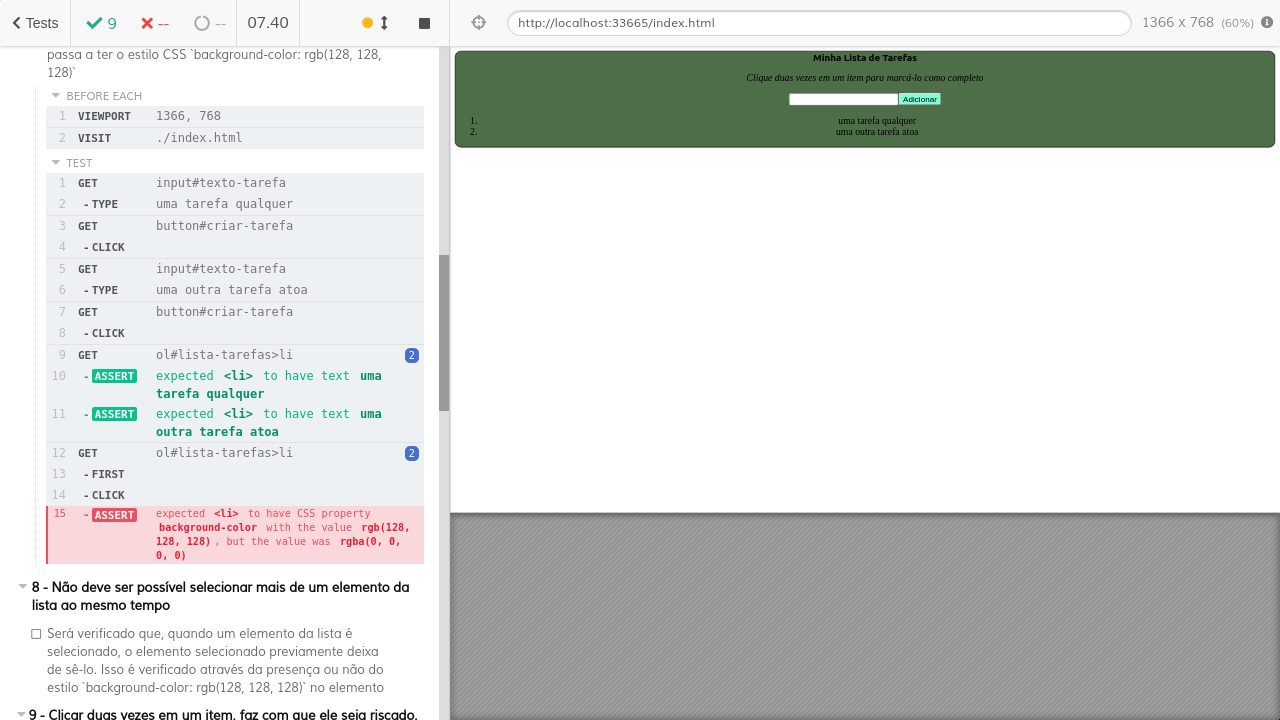 Tests 9 -- -- 07.40
http://localhost:33665/index.html 1366 x 768 (60%)
passa a ter o estilo CSS `background-color: rgb(128, 128,
128)`
BEFORE EACH
1 VIEWPORT 1366, 768
2 VISIT ./index.html
TEST
1 GET input#texto-tarefa
2 -TYPE uma tarefa qualquer
3 GET button#criar-tarefa
4 -CLICK
5 GET input#texto-tarefa
6 -TYPE uma outra tarefa atoa
7 GET button#criar-tarefa
8 -CLICK
9 GET ol#lista-tarefas>li 2
10 -ASSERT expected <li> to have text uma
tarefa qualquer
11 -ASSERT expected <li> to have text uma
outra tarefa atoa
12 GET ol#lista-tarefas>li 2
13 -FIRST
14 -CLICK
15 -ASSERT expected <li> to have CSS property
background-color with the value rgb(128,
128, 128), but the value was rgba(0, 0,
0, 0)
8 - Não deve ser possível selecionar mais de um elemento da
lista ao mesmo tempo
Será verificado que, quando um elemento da lista é
selecionado, o elemento selecionado previamente deixa
de sê-lo. Isso é verificado através da presença ou não do
estilo `background-color: rgb(128, 128, 128)` no elemento
9 - Clicar duas vezes em um item, faz com que ele seja riscado,
Minha Lista de Tarefas
Clique duas vezes em um item para marcá-lo como completo
Adicionar
1. uma tarefa qualquer
2. uma outra tarefa atoa